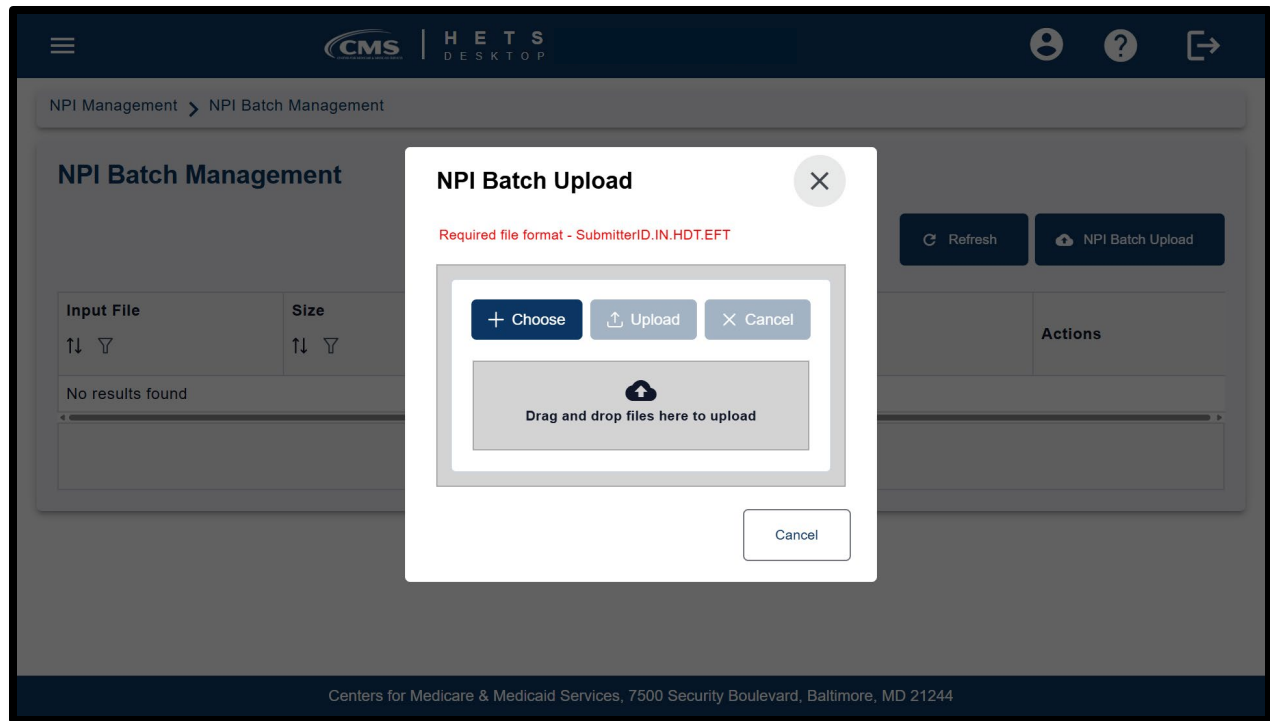 CMS
H E T S
D E S K T O P
NPI Management > NPI Batch Management
NPI Batch Management
Refresh
NPI Batch Upload
Input File
Size
Actions
No results found
NPI Batch Upload
Required file format - SubmitterID.IN.HDT.EFT
+ Choose
Upload
Cancel
Drag and drop files here to upload
Cancel
Centers for Medicare & Medicaid Services, 7500 Security Boulevard, Baltimore, MD 21244